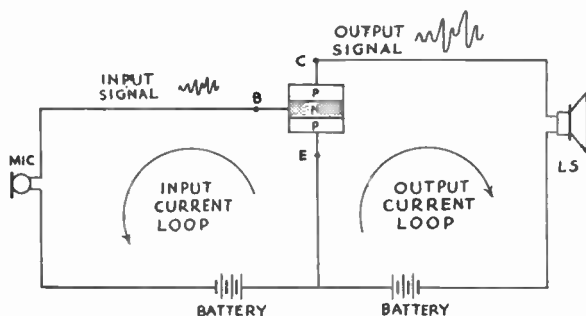 OUTPUT
SIGNAL
C
INPUT
SIGNAL
B
P
N
P
E
MIC
LS
INPUT
CURRENT
LOOP
OUTPUT
CURRENT
LOOP
BATTERY
BATTERY